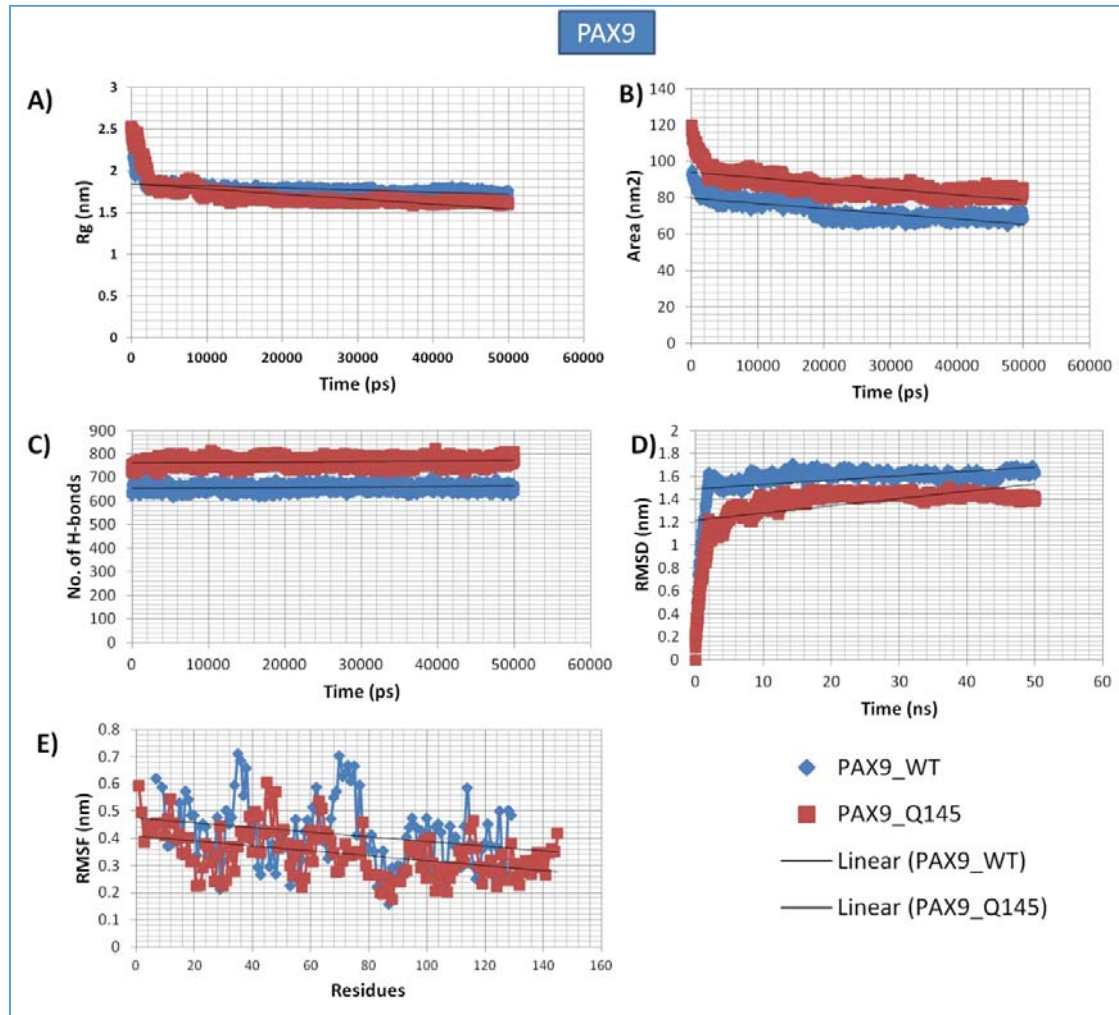 PAX9
A)
3
2.5
2
1.5
1
0.5
0
Rg (nm)
0 10000 20000 30000 40000 50000 60000
Time (ps)
B)
140
120
100
80
60
40
20
0
Area (nm2)
0 10000 20000 30000 40000 50000 60000
Time (ps)
C)
900
800
700
600
500
400
300
200
100
0
No. of H-bonds
0 10000 20000 30000 40000 50000 60000
Time (ps)
D)
2
1.8
1.6
1.4
1.2
1
0.8
0.6
0.4
0.2
0
RMSD (nm)
0 10 20 30 40 50 60
Time (ns)
E)
0.8
0.7
0.6
0.5
0.4
0.3
0.2
0.1
0
RMSF (nm)
0 20 40 60 80 100 120 140 160
Residues
PAX9_WT
PAX9_Q145
Linear (PAX9_WT)
Linear (PAX9_Q145)